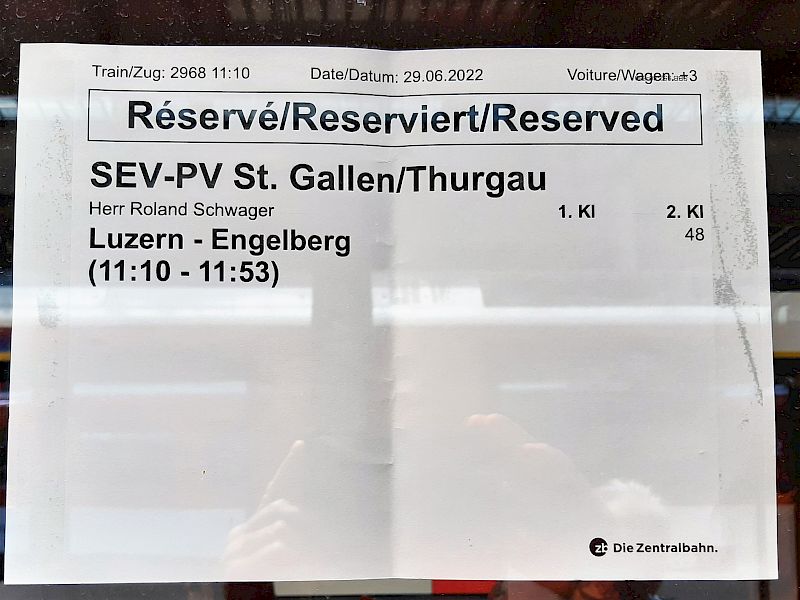 Train/Zug: 2968 11:10 Date/Datum: 29.06.2022 Voiture/Wagen: +3
Réservé/Reserviert/Reserved
SEV-PV St. Gallen/Thurgau
Herr Roland Schwager 1. Kl 2. Kl
48
Luzern - Engelberg
(11:10 - 11:53)
zb Die Zentralbahn.